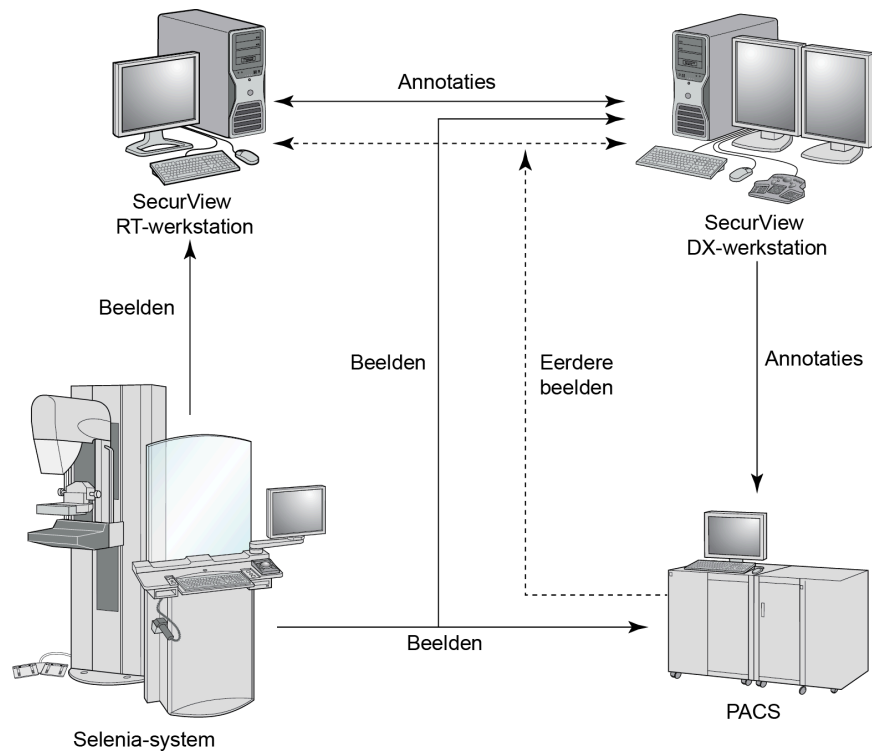 Annotaties
SecurView
RT-werkstation
SecurView
DX-werkstation
Beelden
Beelden
Eerdere
beelden
Annotaties
Beelden
PACS
Selenia-system